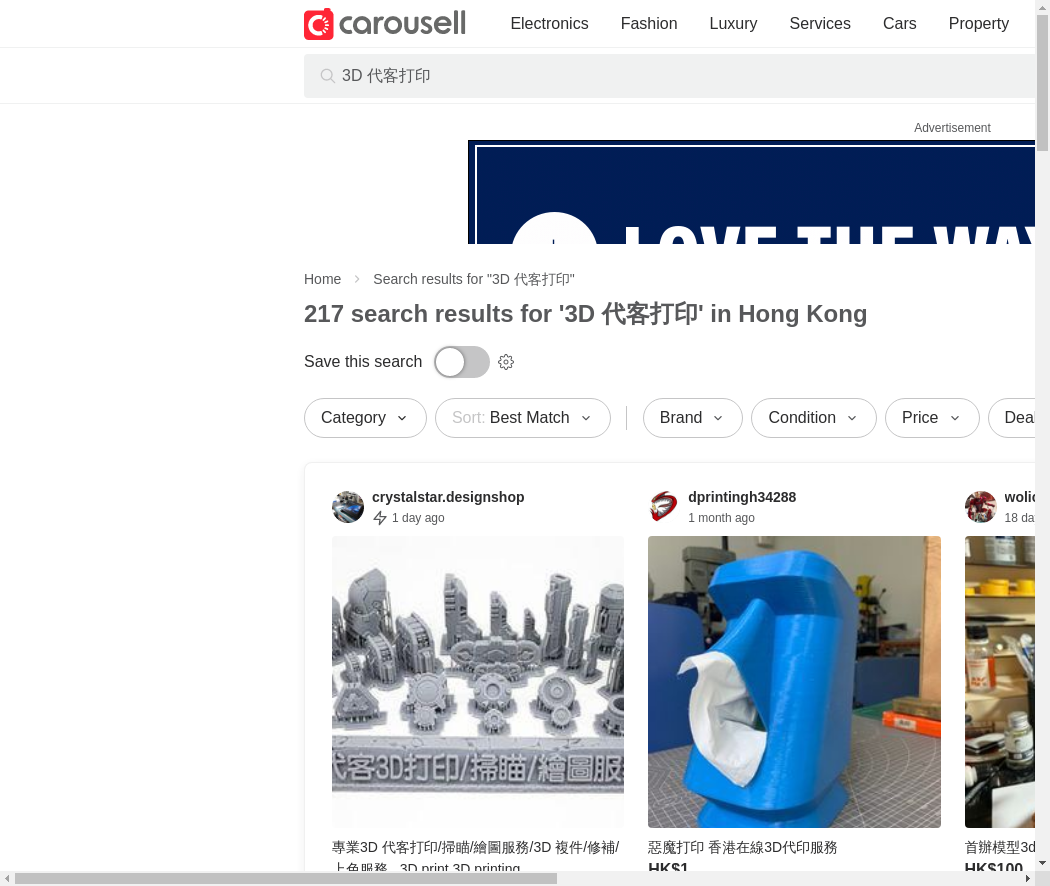 carousell
Electronics
Fashion
Luxury
Services
Cars
Property
3D 代客打印
Advertisement
LOVE THE WAY
Home
Search results for "3D 代客打印"
217 search results for '3D 代客打印' in Hong Kong
Save this search
Category
Sort: Best Match
Brand
Condition
Price
crystalstar.designshop
1 day ago
dprintingh34288
1 month ago
18
代客3D打印/掃瞄/繪圖服
專業3D 代客打印/掃瞄/繪圖服務/3D 複件/修補/
上色服務 3D print 3D printing
惡魔打印 香港在線3D代印服務
HK$1
首辦模型3d
HK$100